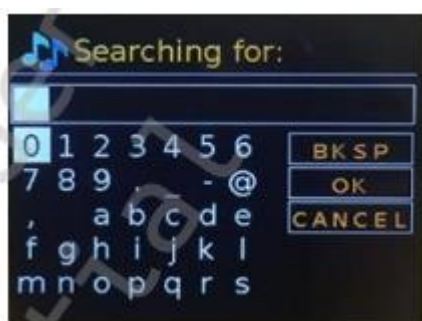 Searching for:
0 1 2 3 4 5 6
BKSP
7 8 9 . _ - @
OK
, a b c d e
CANCEL
f g h i j k l
m n o p q r s